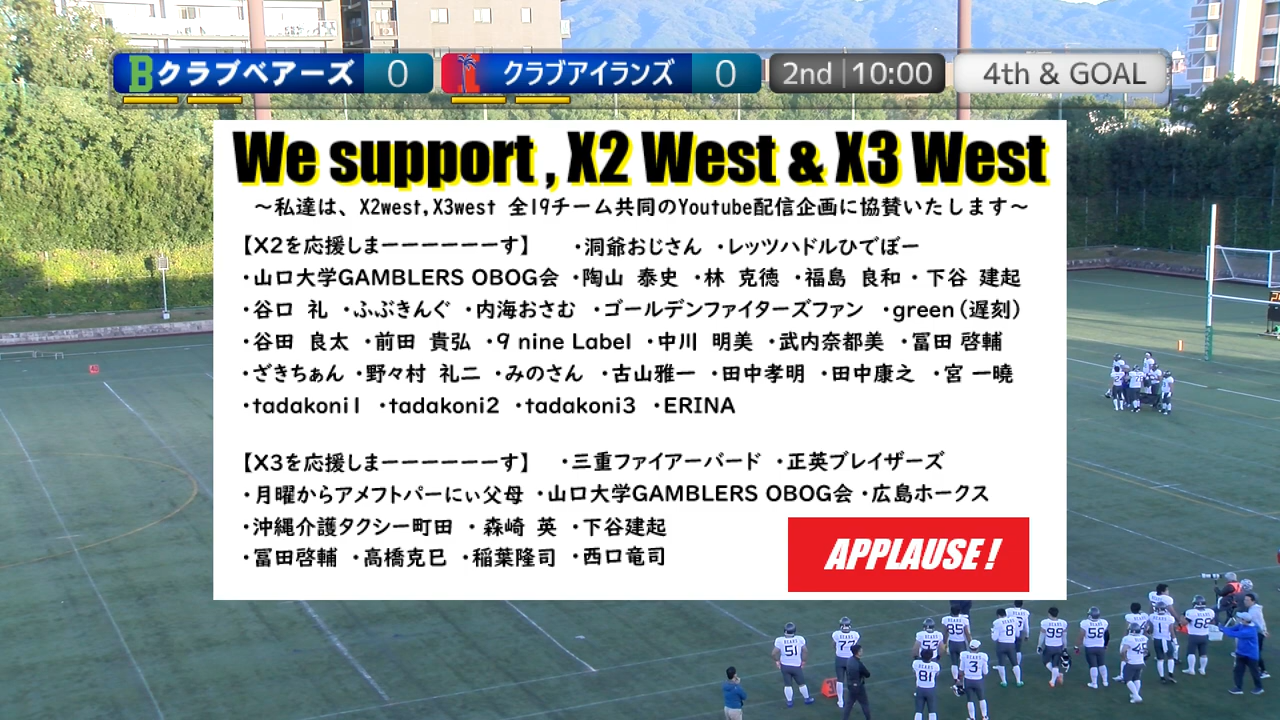 B クラブベアーズ 0 クラブアイランズ 0 2nd 10:00 4th & GOAL
We support , X2 West & X3 West
～私達は、X2west,X3west 全19チーム共同のYoutube配信企画に協賛いたします～
【X2を応援しまーーーーーーす】 ・洞爺おじさん ・レッツハドルひでぼー
・山口大学GAMBLERS OBOG会 ・陶山 泰史 ・林 克徳 ・福島 良和 ・下谷 建起
・谷口 礼 ・ふぶきんぐ ・内海おさむ ・ゴールデンファイターズファン ・green（遅刻）
・谷田 良太 ・前田 貴弘 ・9 nine Label ・中川 明美 ・武内奈都美 ・冨田 啓輔
・ざきちぁん ・野々村 礼二 ・みのさん ・古山雅一 ・田中孝明 ・田中康之 ・宮 一曉
・tadakoni1 ・tadakoni2 ・tadakoni3 ・ERINA
【X3を応援しまーーーーーーす】 ・三重ファイアーバード ・正英ブレイザーズ
・月曜からアメフトパーにぃ父母 ・山口大学GAMBLERS OBOG会 ・広島ホークス
・沖縄介護タクシー町田 ・森崎 英 ・下谷建起
・冨田啓輔 ・高橋克巳 ・稲葉隆司 ・西口竜司
APPLAUSE!
BEARS
51
77
53
85
8
99
58
1
68
45
81
3